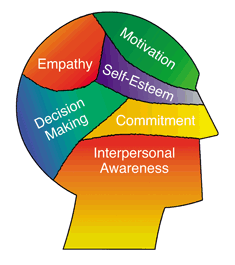 Motivation
Empathy
Self-Esteem
Decision
Making
Commitment
Interpersonal
Awareness